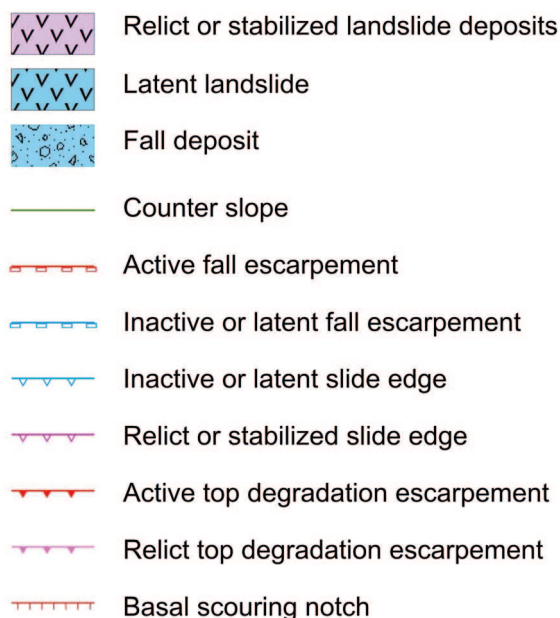 Relict or stabilized landslide deposits
Latent landslide
Fall deposit
Counter slope
Active fall escarpement
Inactive or latent fall escarpement
Inactive or latent slide edge
Relict or stabilized slide edge
Active top degradation escarpement
Relict top degradation escarpement
Basal scouring notch